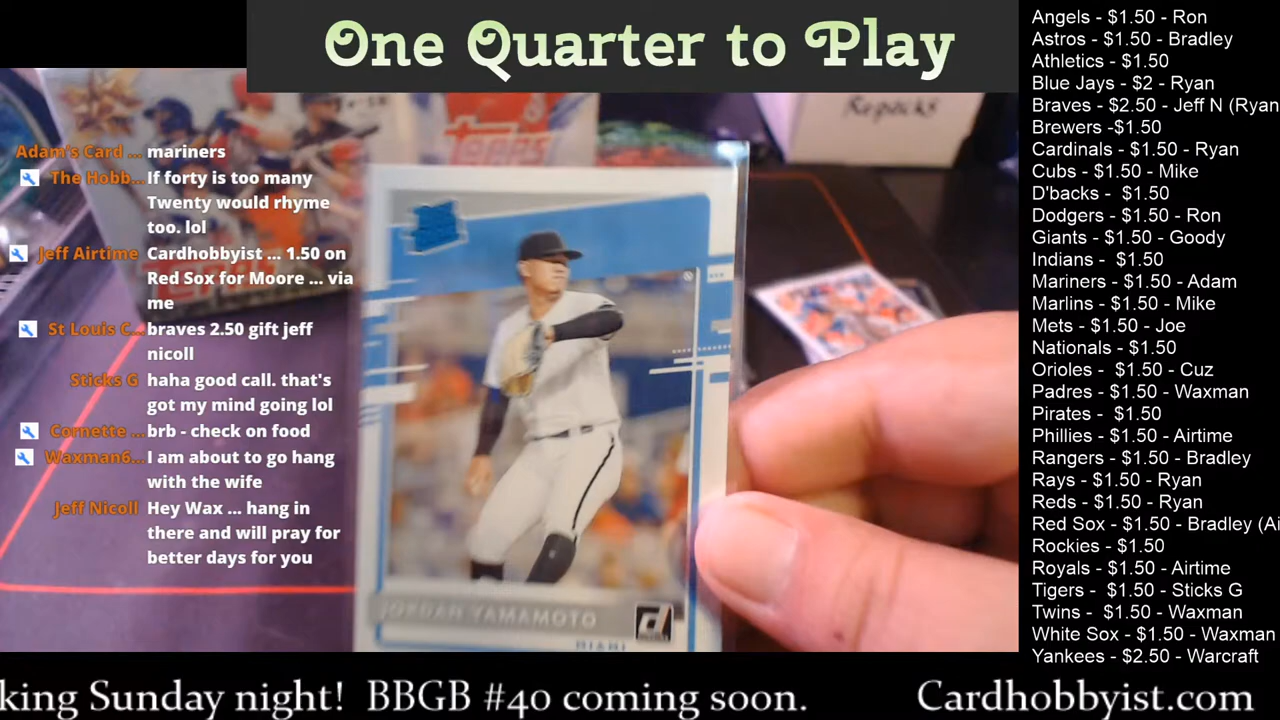 One Quarter to Play
Repacks
Topps
Adam's Card ... mariners
The Hobb... If forty is too many
Twenty would rhyme
too. lol
Jeff Airtime Cardhobbyist ... 1.50 on
Red Sox for Moore ... via
me
St Louis C... braves 2.50 gift jeff
nicoll
Sticks G haha good call. that's
got my mind going lol
Cornette ... brb - check on food
Waxman6... I am about to go hang
with the wife
Jeff Nicoll Hey Wax ... hang in
there and will pray for
better days for you
JORDAN YAMAMOTO
MIAMI
Angels - $1.50 - Ron
Astros - $1.50 - Bradley
Athletics - $1.50
Blue Jays - $2 - Ryan
Braves - $2.50 - Jeff N (Ryan
Brewers -$1.50
Cardinals - $1.50 - Ryan
Cubs - $1.50 - Mike
D'backs - $1.50
Dodgers - $1.50 - Ron
Giants - $1.50 - Goody
Indians - $1.50
Mariners - $1.50 - Adam
Marlins - $1.50 - Mike
Mets - $1.50 - Joe
Nationals - $1.50
Orioles - $1.50 - Cuz
Padres - $1.50 - Waxman
Pirates - $1.50
Phillies - $1.50 - Airtime
Rangers - $1.50 - Bradley
Rays - $1.50 - Ryan
Reds - $1.50 - Ryan
Red Sox - $1.50 - Bradley (Ai
Rockies - $1.50
Royals - $1.50 - Airtime
Tigers - $1.50 - Sticks G
Twins - $1.50 - Waxman
White Sox - $1.50 - Waxman
Yankees - $2.50 - Warcraft
king Sunday night! BBGB #40 coming soon.
Cardhobbyist.com